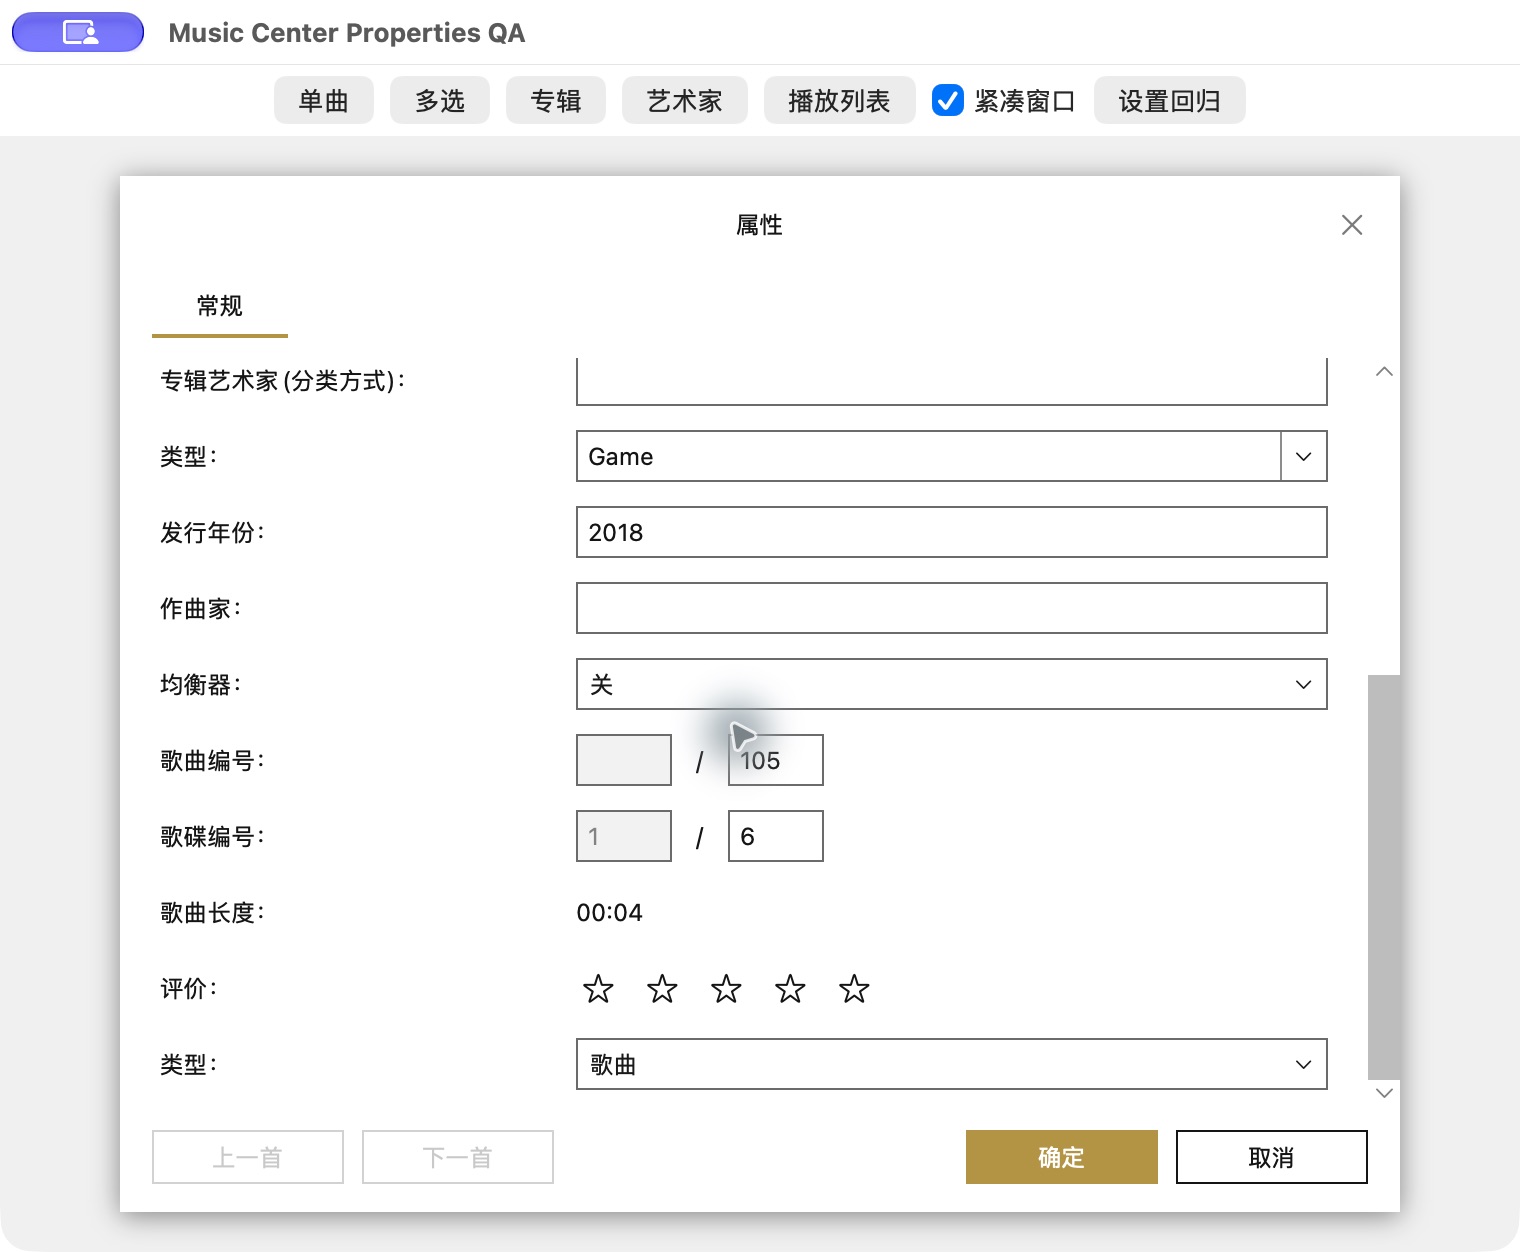 Music Center Properties QA
单曲 多选 专辑 艺术家 播放列表 紧凑窗口 设置回归
属性
常规
专辑艺术家(分类方式):
类型: Game
发行年份: 2018
作曲家:
均衡器: 关
歌曲编号: / 105
歌碟编号: 1 / 6
歌曲长度: 00:04
评价:
类型: 歌曲
上一首 下一首 确定 取消